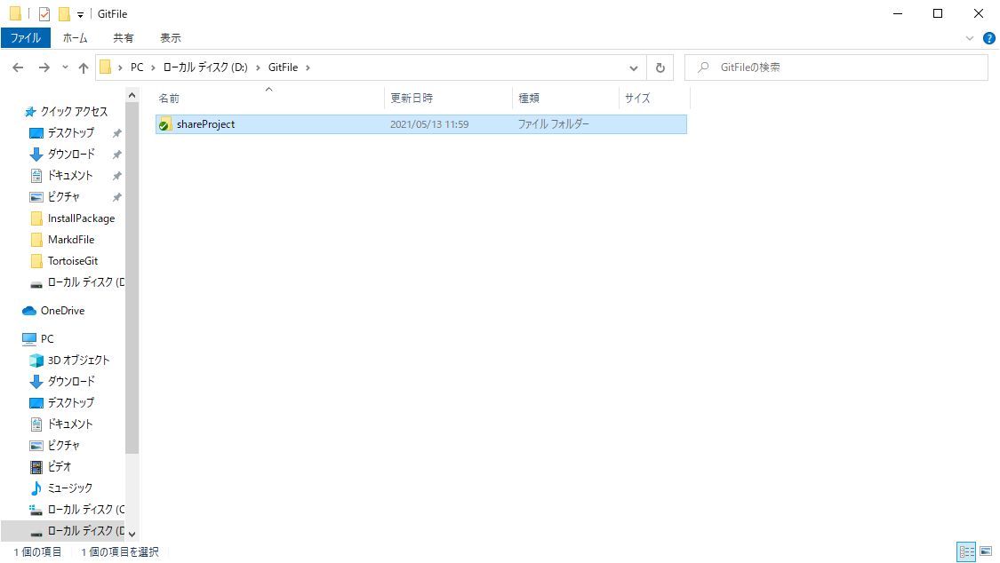 GitFile
ファイル ホーム 共有 表示
PC ローカル ディスク (D:) GitFile
GitFileの検索
名前 更新日時 種類 サイズ
shareProject 2021/05/13 11:59 ファイル フォルダー
クイック アクセス
デスクトップ
ダウンロード
ドキュメント
ピクチャ
InstallPackage
MarkdFile
TortoiseGit
ローカル ディスク (D
OneDrive
PC
3D オブジェクト
ダウンロード
デスクトップ
ドキュメント
ピクチャ
ビデオ
ミュージック
ローカル ディスク (C
ローカル ディスク (D
1 個の項目 1 個の項目を選択